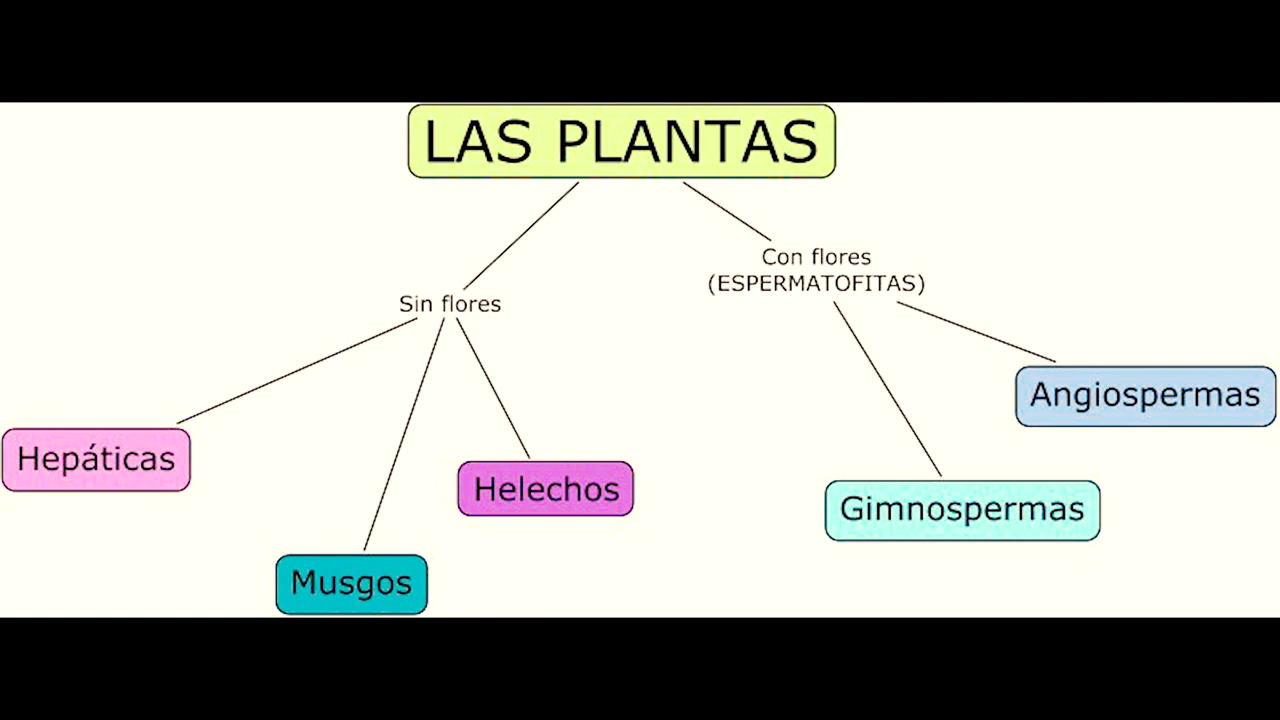 LAS PLANTAS
Con flores
(ESPERMATOFITAS)
Sin flores
Angiospermas
Hepáticas
Helechos
Gimnospermas
Musgos